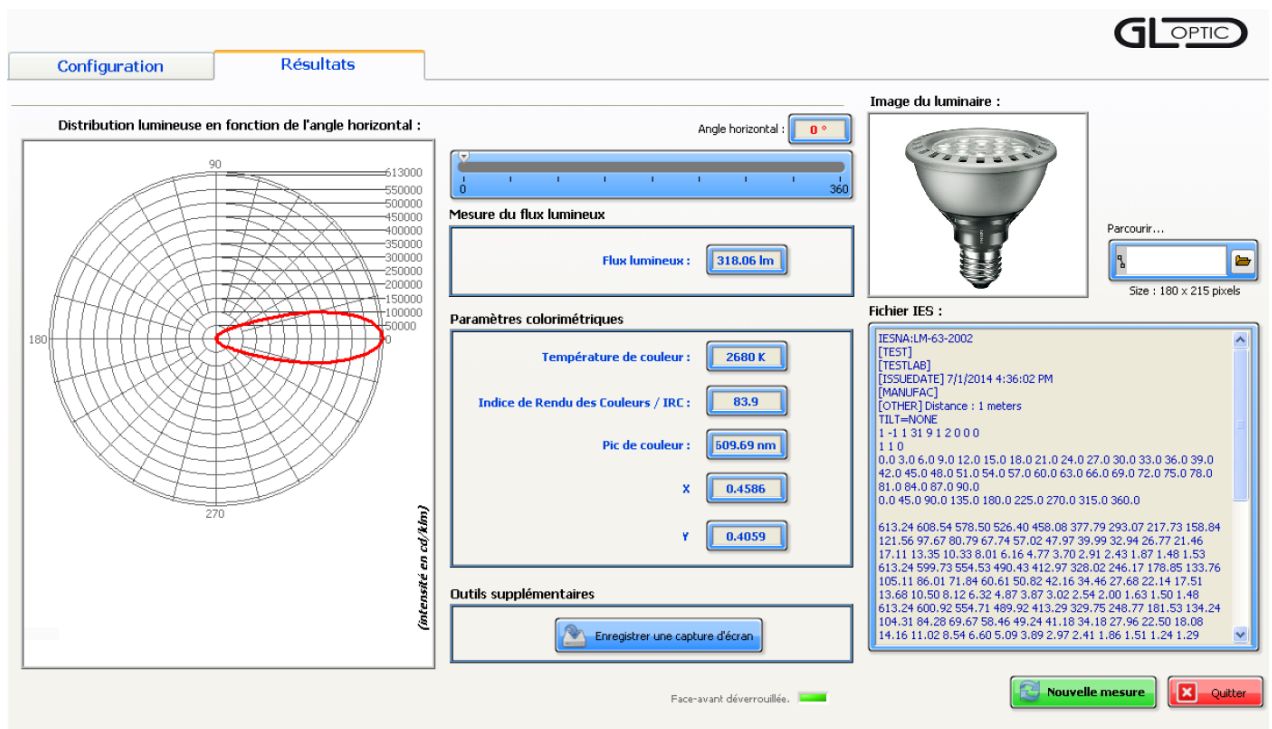 GL OPTIC
Configuration
Résultats
Distribution lumineuse en fonction de l'angle horizontal :
90
613000
550000
500000
450000
400000
350000
300000
250000
200000
150000
100000
50000
0
180
270
(intensité en cd/klm)
Angle horizontal :
0 °
0
360
Mesure du flux lumineux
Flux lumineux :
318.06 lm
Paramètres colorimétriques
Température de couleur :
2680 K
Indice de Rendu des Couleurs / IRC :
83.9
Pic de couleur :
609.69 nm
X
0.4586
Y
0.4059
Outils supplémentaires
Enregistrer une capture d'écran
Face-avant déverrouillée.
Image du luminaire :
Parcourir...
Size : 180 x 215 pixels
Fichier IES :
IESNA:LM-63-2002
[TEST]
[TESTLAB]
[ISSUEDATE] 7/1/2014 4:36:02 PM
[MANUFAC]
[OTHER] Distance : 1 meters
TILT=NONE
1 -1 1 31 9 1 2 0 0 0
1 1 0
0.0 3.0 6.0 9.0 12.0 15.0 18.0 21.0 24.0 27.0 30.0 33.0 36.0 39.0
42.0 45.0 48.0 51.0 54.0 57.0 60.0 63.0 66.0 69.0 72.0 75.0 78.0
81.0 84.0 87.0 90.0
0.0 45.0 90.0 135.0 180.0 225.0 270.0 315.0 360.0
613.24 608.54 578.50 526.40 458.08 377.79 293.07 217.73 158.84
121.56 97.67 80.79 67.74 57.02 47.97 39.99 32.94 26.77 21.46
17.11 13.35 10.33 8.01 6.16 4.77 3.70 2.91 2.43 1.87 1.48 1.53
613.24 599.73 554.53 490.43 412.97 328.02 246.17 178.85 133.76
105.11 86.01 71.84 60.61 50.82 42.16 34.46 27.68 22.14 17.51
13.68 10.50 8.12 6.32 4.87 3.87 3.02 2.54 2.00 1.63 1.50 1.48
613.24 600.92 554.71 489.92 413.29 329.75 248.77 181.53 134.24
104.31 84.28 69.67 58.46 49.24 41.18 34.18 27.96 22.50 18.08
14.16 11.02 8.54 6.60 5.09 3.89 2.97 2.41 1.86 1.51 1.24 1.29
Nouvelle mesure
Quitter